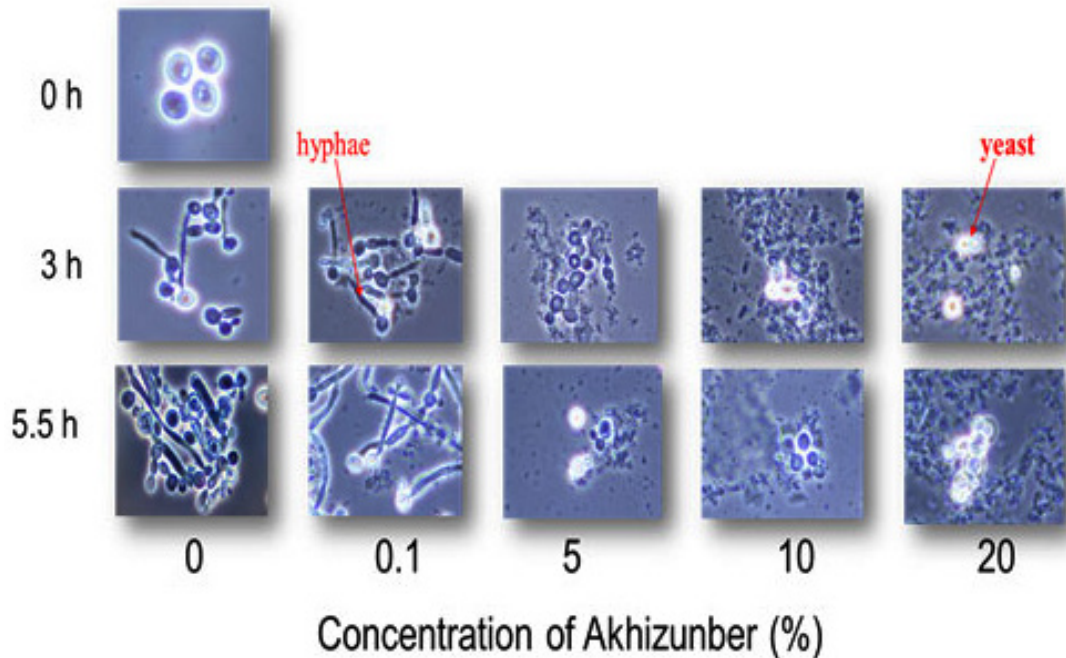 0 h
hyphae
yeast
3 h
5.5 h
0
0.1
5
10
20
Concentration of Akhizunber (%)